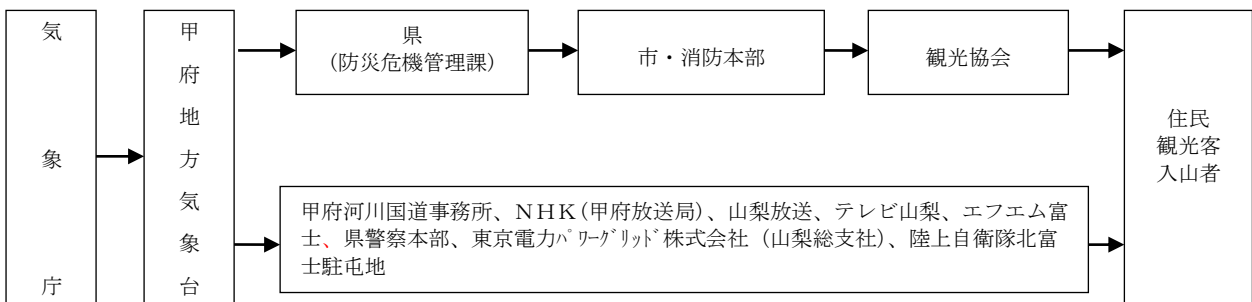 気象庁
甲府地方気象台
県
(防災危機管理課)
市・消防本部
観光協会
甲府河川国道事務所、ＮＨＫ(甲府放送局)、山梨放送、テレビ山梨、エフエム富
士、県警察本部、東京電力ﾊﾟﾜｰｸﾞﾘｯﾄﾞ株式会社（山梨総支社）、陸上自衛隊北富
士駐屯地
住民
観光客
入山者